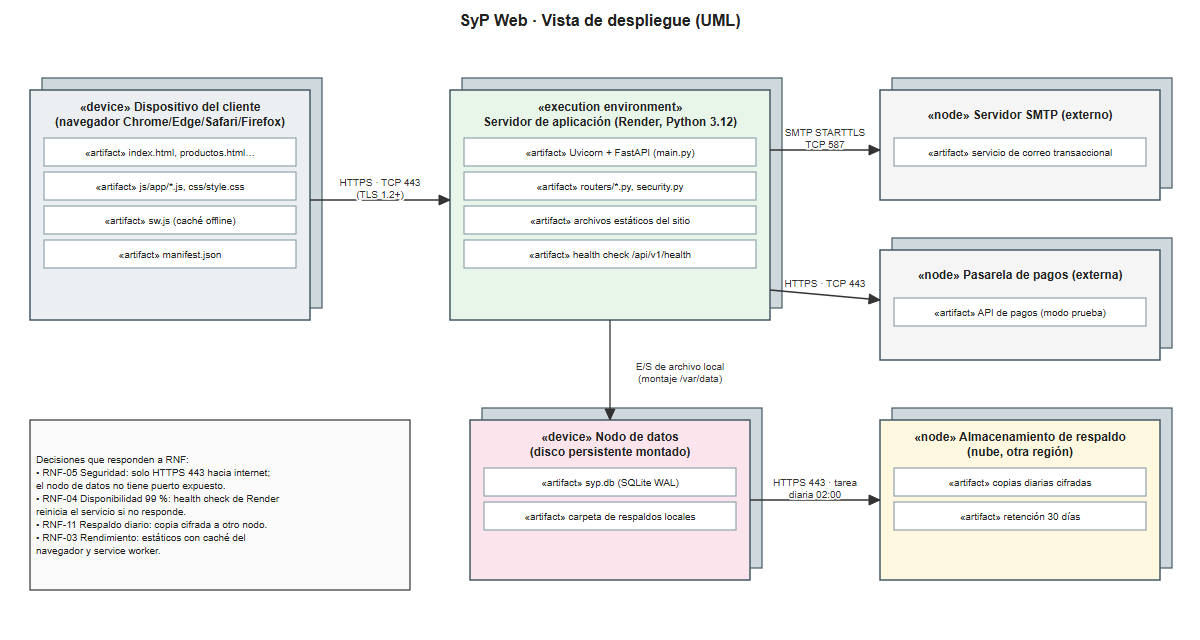 SyP Web · Vista de despliegue (UML)
«device» Dispositivo del cliente
(navegador Chrome/Edge/Safari/Firefox)
«artifact» index.html, productos.html...
«artifact» js/app/*.js, css/style.css
«artifact» sw.js (caché offline)
«artifact» manifest.json
HTTPS · TCP 443
(TLS 1.2+)
«execution environment»
Servidor de aplicación (Render, Python 3.12)
«artifact» Uvicorn + FastAPI (main.py)
«artifact» routers/*.py, security.py
«artifact» archivos estáticos del sitio
«artifact» health check /api/v1/health
SMTP STARTTLS
TCP 587
«node» Servidor SMTP (externo)
«artifact» servicio de correo transaccional
HTTPS · TCP 443
«node» Pasarela de pagos (externa)
«artifact» API de pagos (modo prueba)
E/S de archivo local
(montaje /var/data)
Decisiones que responden a RNF:
• RNF-05 Seguridad: solo HTTPS 443 hacia internet;
el nodo de datos no tiene puerto expuesto.
• RNF-04 Disponibilidad 99 %: health check de Render
reinicia el servicio si no responde.
• RNF-11 Respaldo diario: copia cifrada a otro nodo.
• RNF-03 Rendimiento: estáticos con caché del
navegador y service worker.
«device» Nodo de datos
(disco persistente montado)
«artifact» syp.db (SQLite WAL)
«artifact» carpeta de respaldos locales
HTTPS 443 · tarea
diaria 02:00
«node» Almacenamiento de respaldo
(nube, otra región)
«artifact» copias diarias cifradas
«artifact» retención 30 días